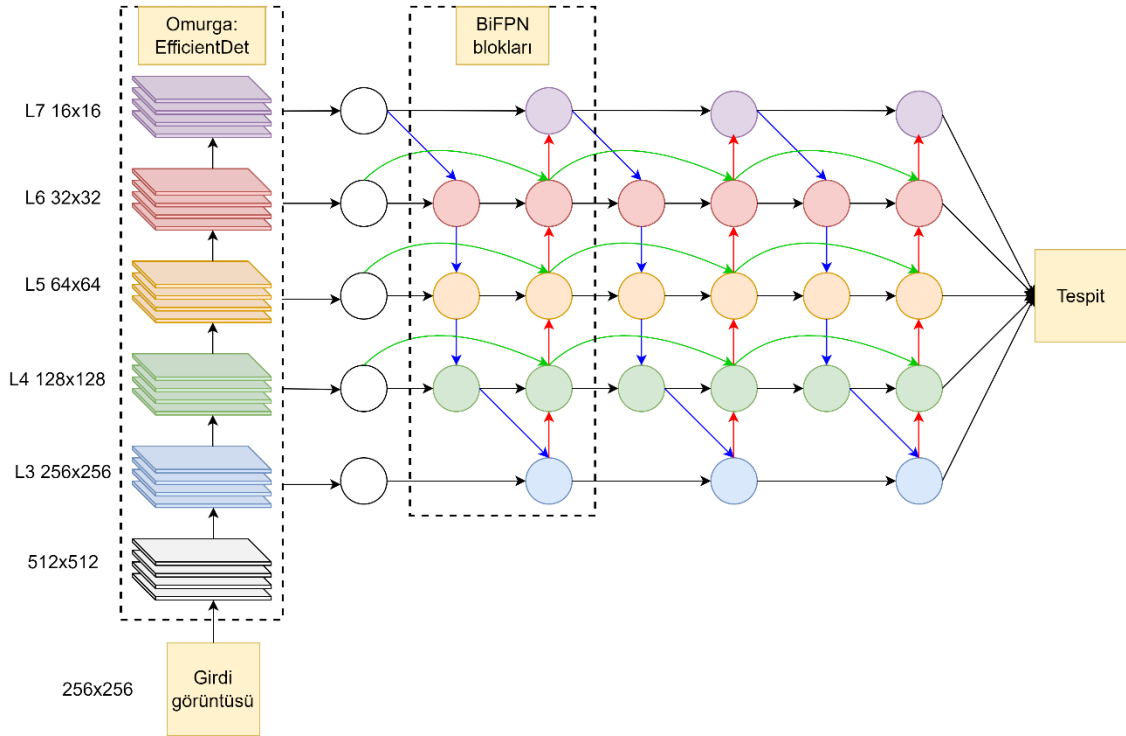 Omurga:
EfficientDet
BiFPN
blokları
L7 16x16
L6 32x32
L5 64x64
Tespit
L4 128x128
L3 256x256
512x512
Girdi
görüntüsü
256x256